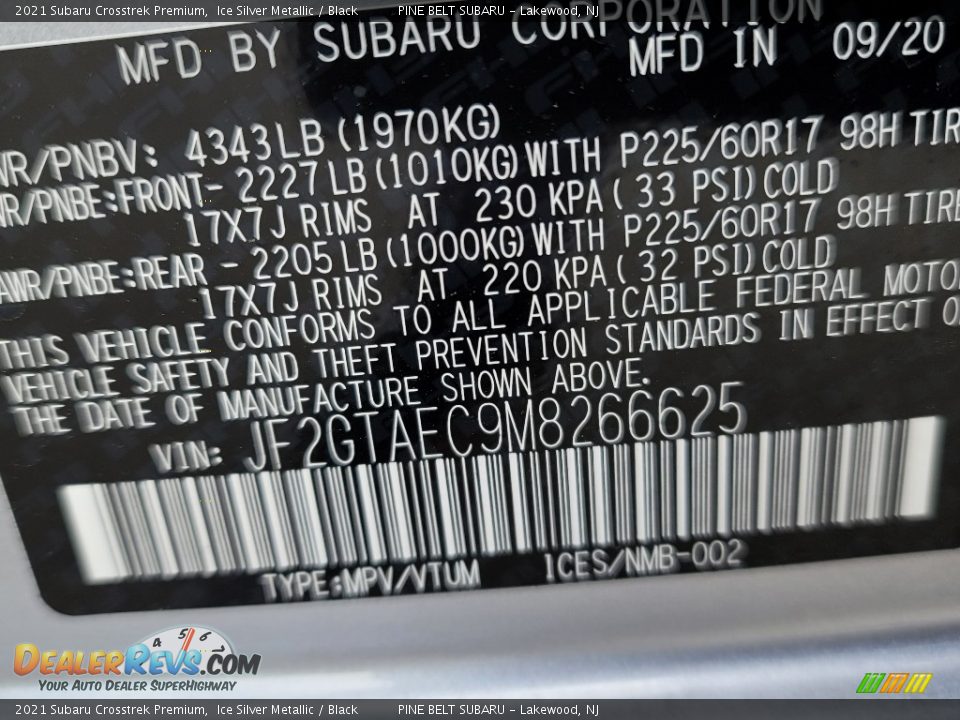 2021 Subaru Crosstrek Premium, Ice Silver Metallic / Black PINE BELT SUBARU - Lakewood, NJ
MFD BY SUBARU CORPORATION
MFD IN 09/20
WR/PNBV: 4343LB (1970KG)
WR/PNBE:FRONT- 2227 LB (1010KG) WITH P225/60R17 98H TIRE
17X7J RIMS AT 230 KPA ( 33 PSI) COLD
AWR/PNBE:REAR - 2205 LB (1000KG) WITH P225/60R17 98H TIRE
17X7J RIMS AT 220 KPA ( 32 PSI) COLD
THIS VEHICLE CONFORMS TO ALL APPLICABLE FEDERAL MOTO
VEHICLE SAFETY AND THEFT PREVENTION STANDARDS IN EFFECT O
THE DATE OF MANUFACTURE SHOWN ABOVE.
VIN: JF2GTAEC9M8266625
TYPE:MPV/VTUM ICES/NMB-002
4 5 6
DEALERREVS.COM
YOUR AUTO DEALER SUPERHIGHWAY
2021 Subaru Crosstrek Premium, Ice Silver Metallic / Black PINE BELT SUBARU - Lakewood, NJ